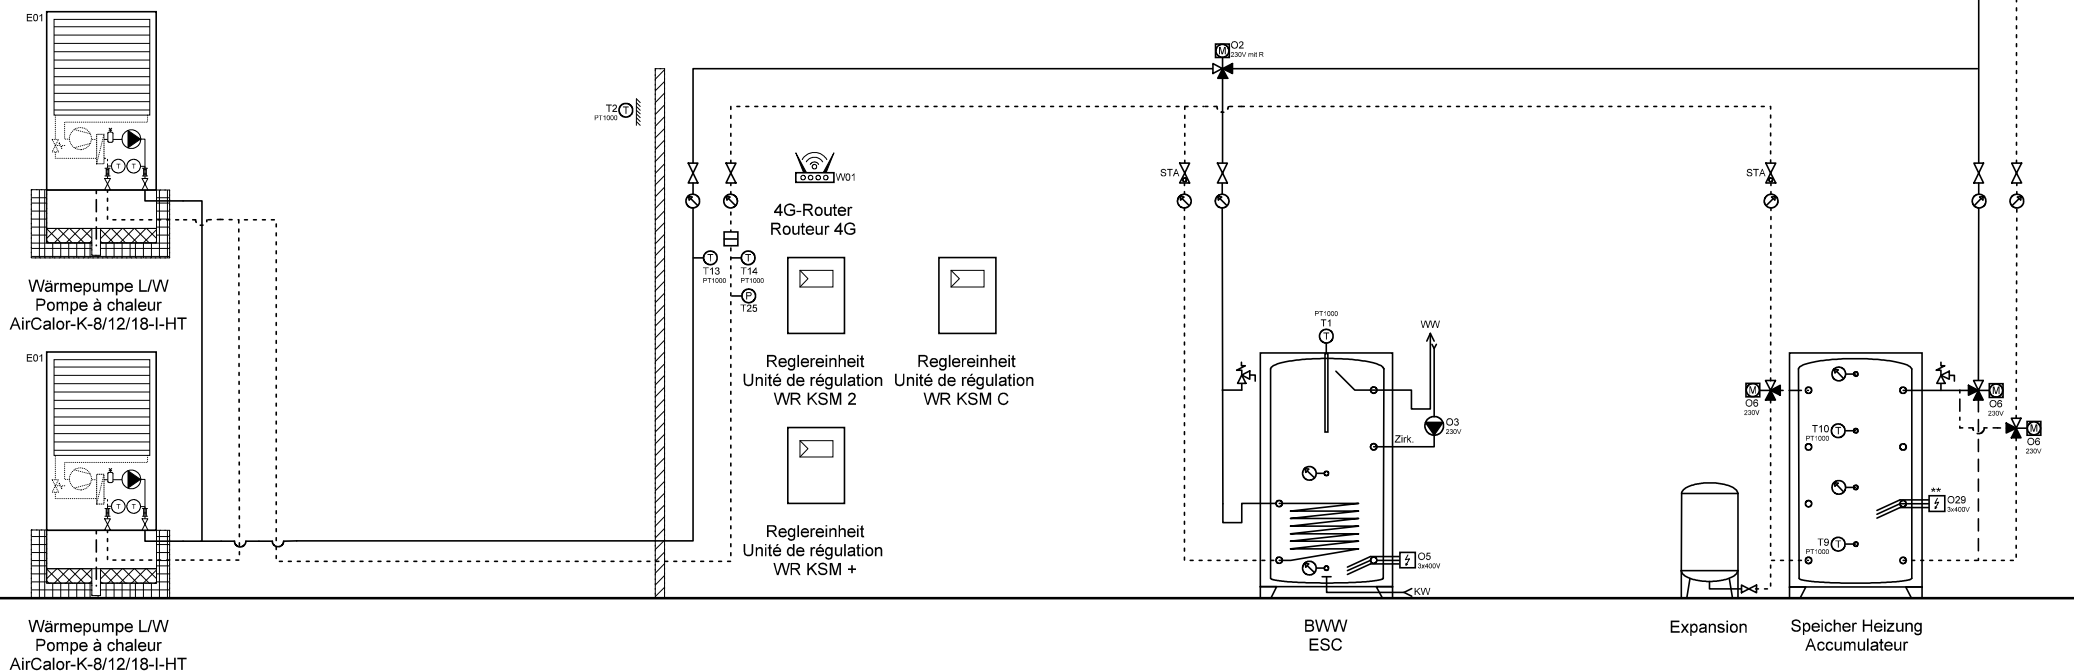 E01
Wärmepumpe L/W
Pompe à chaleur
AirCalor-K-8/12/18-I-HT
E01
Wärmepumpe L/W
Pompe à chaleur
AirCalor-K-8/12/18-I-HT
T T
T T
T2
PT1000
T
T
T13
PT1000
T
T14
PT1000
P
T25
W01
4G-Router
Routeur 4G
Reglereinheit
Unité de régulation
WR KSM 2
Reglereinheit
Unité de régulation
WR KSM C
Reglereinheit
Unité de régulation
WR KSM +
M
O2
230V mit R
STA
STA
PT1000
T1
T
WW
O3
230V
Zirk.
O5
3x400V
KW
BWW
ESC
Expansion
M
O6
230V
M
O6
230V
M
O6
230V
T10
PT1000
T
**
O29
3x400V
T9
PT1000
T
Speicher Heizung
Accumulateur